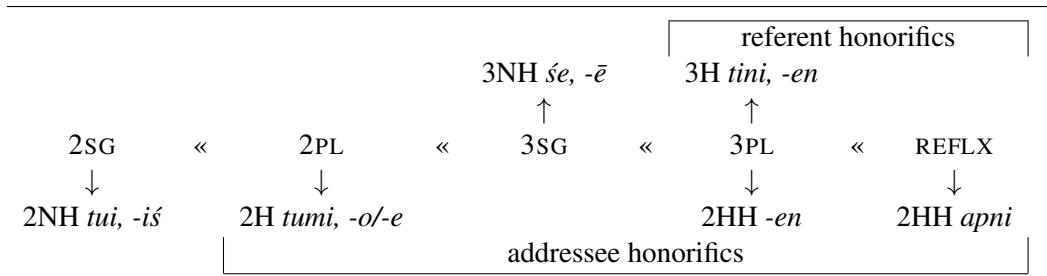 referent honorifics
3NH śe, -ē 3H tini, -en
↑ ↑
2SG « 2PL « 3SG « 3PL « REFLX
↓ ↓ ↓ ↓
2NH tui, -iś 2H tumi, -o/-e 2HH -en 2HH apni
addressee honorifics